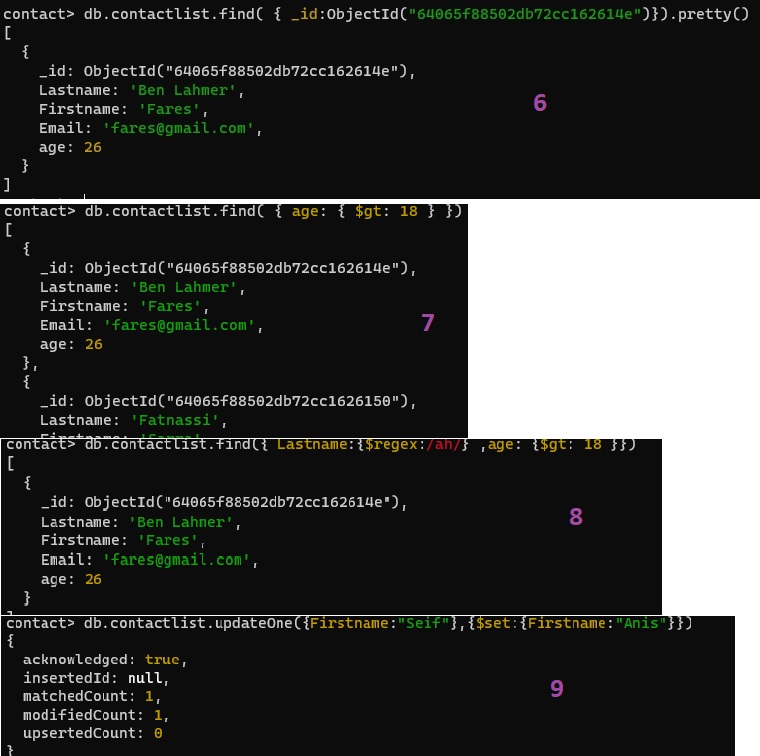 contact> db.contactlist.find( { _id:ObjectId("64065f88502db72cc162614e")}).pretty()
[
  {
    _id: ObjectId("64065f88502db72cc162614e"),
    Lastname: 'Ben Lahmer',
    Firstname: 'Fares',
    Email: 'fares@gmail.com',
    age: 26
  }
]
6
contact> db.contactlist.find( { age: { $gt: 18 } })
[
  {
    _id: ObjectId("64065f88502db72cc162614e"),
    Lastname: 'Ben Lahmer',
    Firstname: 'Fares',
    Email: 'fares@gmail.com',
    age: 26
  },
  {
    _id: ObjectId("64065f88502db72cc1626150"),
    Lastname: 'Fatnassi',
7
contact> db.contactlist.find({ Lastname:{$regex:/ah/} ,age: {$gt: 18 }})
[
  {
    _id: ObjectId("64065f88502db72cc162614e"),
    Lastname: 'Ben Lahmer',
    Firstname: 'Fares',
    Email: 'fares@gmail.com',
    age: 26
  }
8
contact> db.contactlist.updateOne({Firstname:"Seif"},{$set:{Firstname:"Anis"}})
{
  acknowledged: true,
  insertedId: null,
  matchedCount: 1,
  modifiedCount: 1,
  upsertedCount: 0
}
9